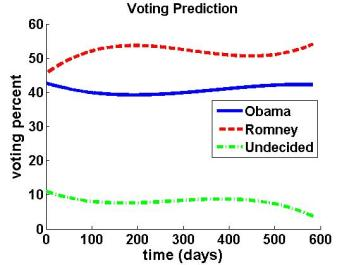 Voting Prediction
60
50
40
30
20
10
0
voting percent
Obama
Romney
Undecided
0 100 200 300 400 500 600
time (days)